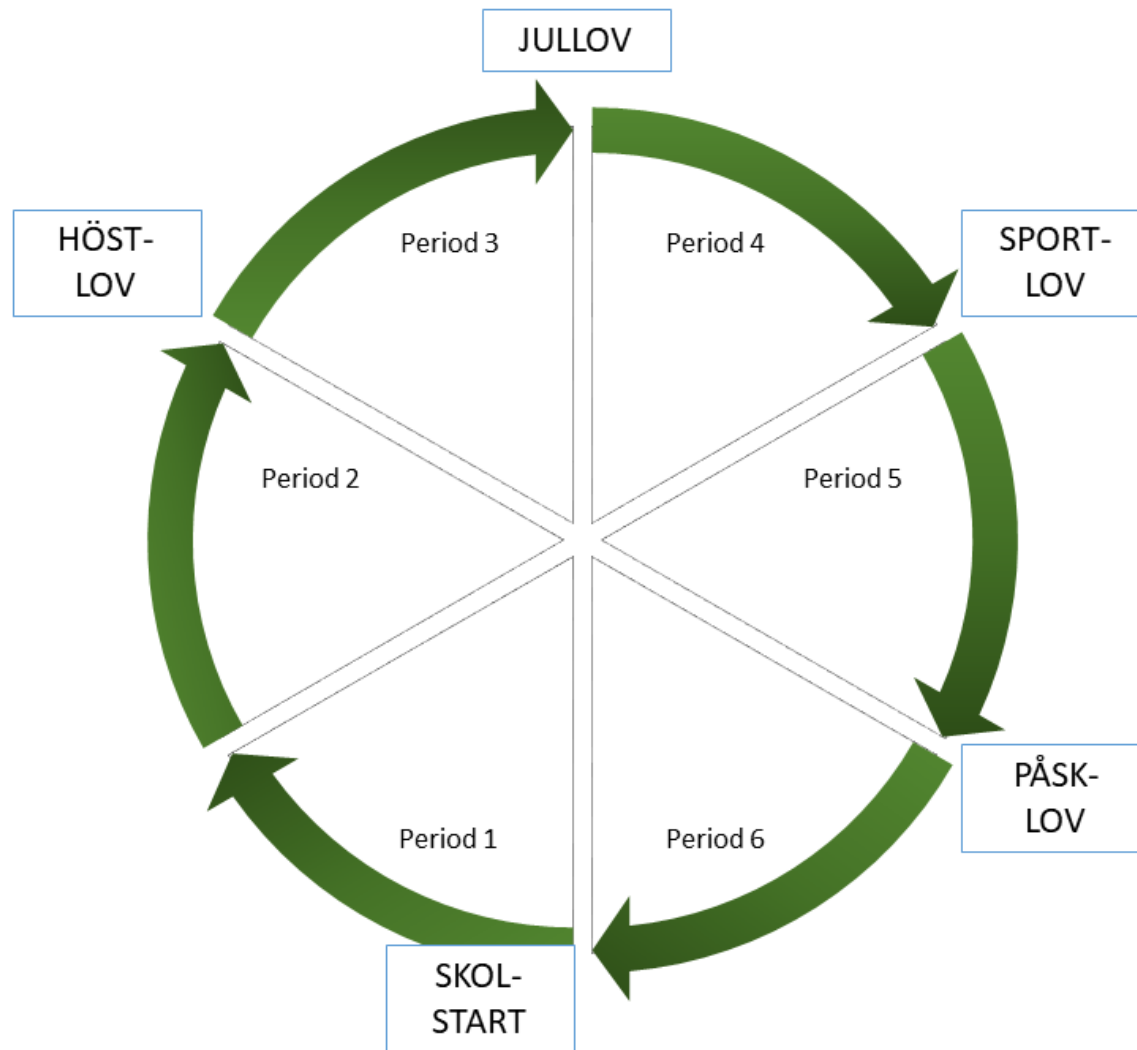 JULLOV
HÖST-
LOV
SPORT-
LOV
Period 3
Period 4
Period 2
Period 5
Period 1
Period 6
PÅSK-
LOV
SKOL-
START